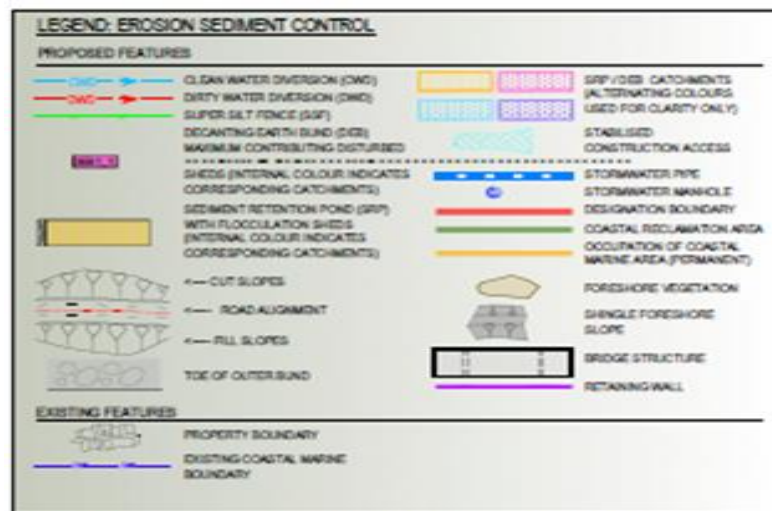 LEGEND: EROSION SEDIMENT CONTROL
PROPOSED FEATURES
CWD
CLEAN WATER DIVERSION (CWD)
DWD
DIRTY WATER DIVERSION (DWD)
SUPER SILT FENCE (SSF)
DECANTING EARTH BUND (DEB)
MAXIMUM CONTRIBUTING DISTURBED
SHEDS (INTERNAL COLOUR INDICATES
CORRESPONDING CATCHMENTS)
SEDIMENT RETENTION POND (SRP)
WITH FLOCCULATION SHEDS
(INTERNAL COLOUR INDICATES
CORRESPONDING CATCHMENTS)
<--- CUT SLOPES
<--- ROAD ALIGNMENT
<--- FILL SLOPES
TOE OF OUTER BUND
SRP / DEB CATCHMENTS
(ALTERNATING COLOURS
USED FOR CLARITY ONLY)
STABILISED
CONSTRUCTION ACCESS
STORMWATER PIPE
STORMWATER MANHOLE
DESIGNATION BOUNDARY
COASTAL RECLAMATION AREA
OCCUPATION OF COASTAL
MARINE AREA (PERMANENT)
FORESHORE VEGETATION
SHINGLE FORESHORE
SLOPE
BRIDGE STRUCTURE
RETAINING WALL
EXISTING FEATURES
PROPERTY BOUNDARY
EXISTING COASTAL MARINE
BOUNDARY